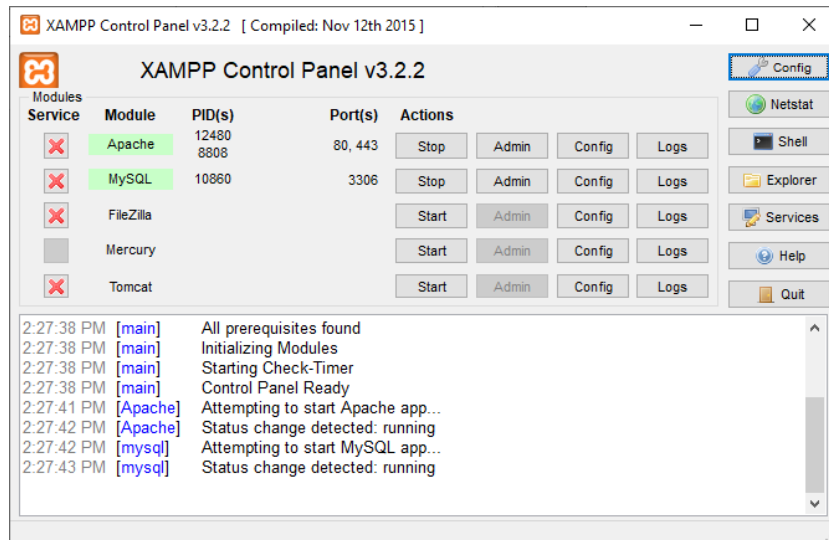 XAMPP Control Panel v3.2.2 [ Compiled: Nov 12th 2015 ]
XAMPP Control Panel v3.2.2
Config
Modules
Service Module PID(s) Port(s) Actions
Netstat
Apache 12480 8808 80, 443 Stop Admin Config Logs
Shell
MySQL 10860 3306 Stop Admin Config Logs
Explorer
FileZilla Start Admin Config Logs
Services
Mercury Start Admin Config Logs
Help
Tomcat Start Admin Config Logs
Quit
2:27:38 PM [main] All prerequisites found
2:27:38 PM [main] Initializing Modules
2:27:38 PM [main] Starting Check-Timer
2:27:38 PM [main] Control Panel Ready
2:27:41 PM [Apache] Attempting to start Apache app...
2:27:42 PM [Apache] Status change detected: running
2:27:42 PM [mysql] Attempting to start MySQL app...
2:27:43 PM [mysql] Status change detected: running